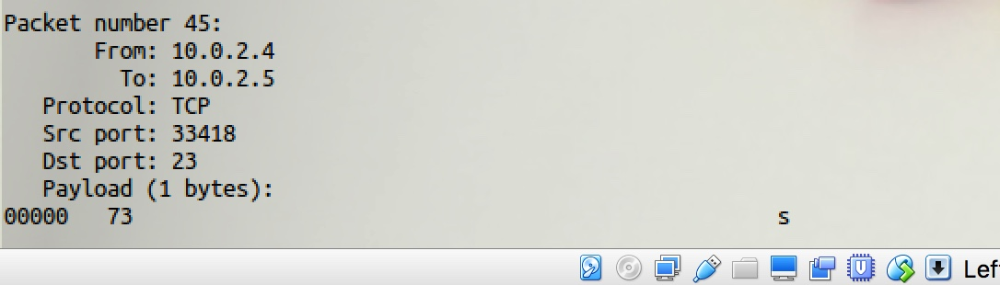 Packet number 45:
From: 10.0.2.4
To: 10.0.2.5
Protocol: TCP
Src port: 33418
Dst port: 23
Payload (1 bytes):
00000 73 s
Lef